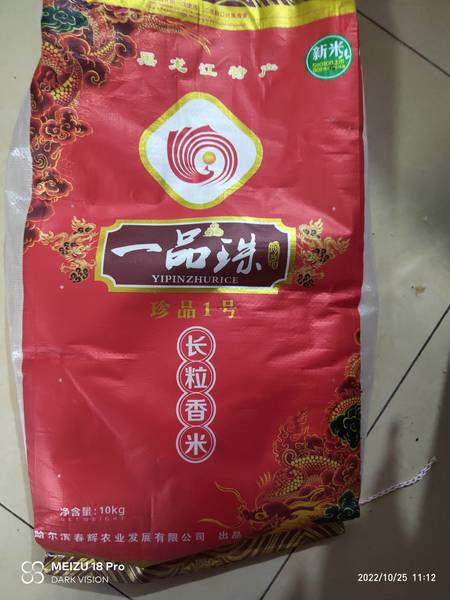 黑龙江特产
新米
一品珠
YIPINZHURICE
珍品1号
长粒香米
净含量:10kg
NET WEIGHT
哈尔滨春辉农业发展有限公司 出品
MEIZU 18 Pro
DARK VISION
2022/10/25 11:12